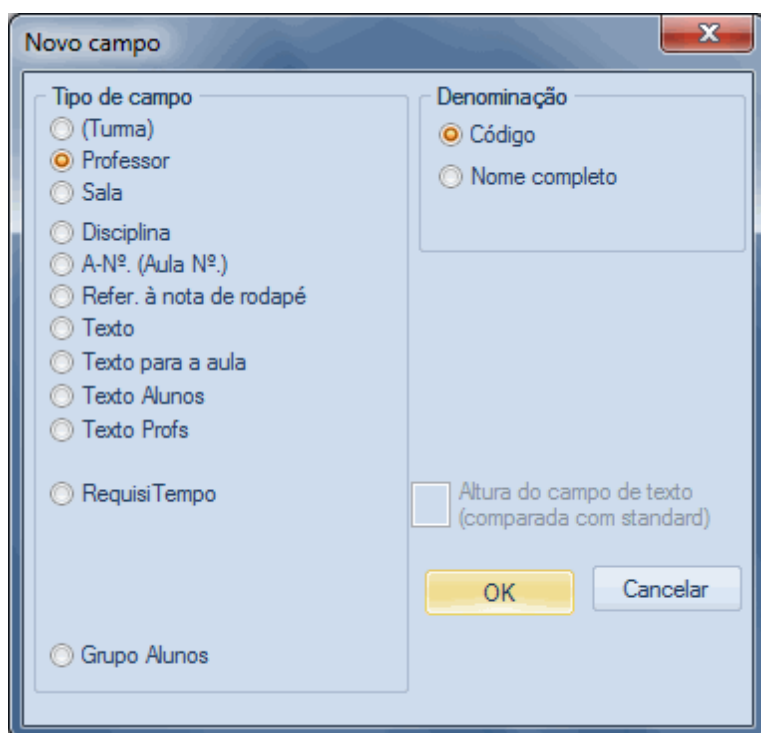 Novo campo
Tipo de campo
(Turma)
Professor
Sala
Disciplina
A-Nº. (Aula Nº.)
Refer. à nota de rodapé
Texto
Texto para a aula
Texto Alunos
Texto Profs
RequisiTempo
Grupo Alunos
Denominação
Código
Nome completo
Altura do campo de texto
(comparada com standard)
OK
Cancelar